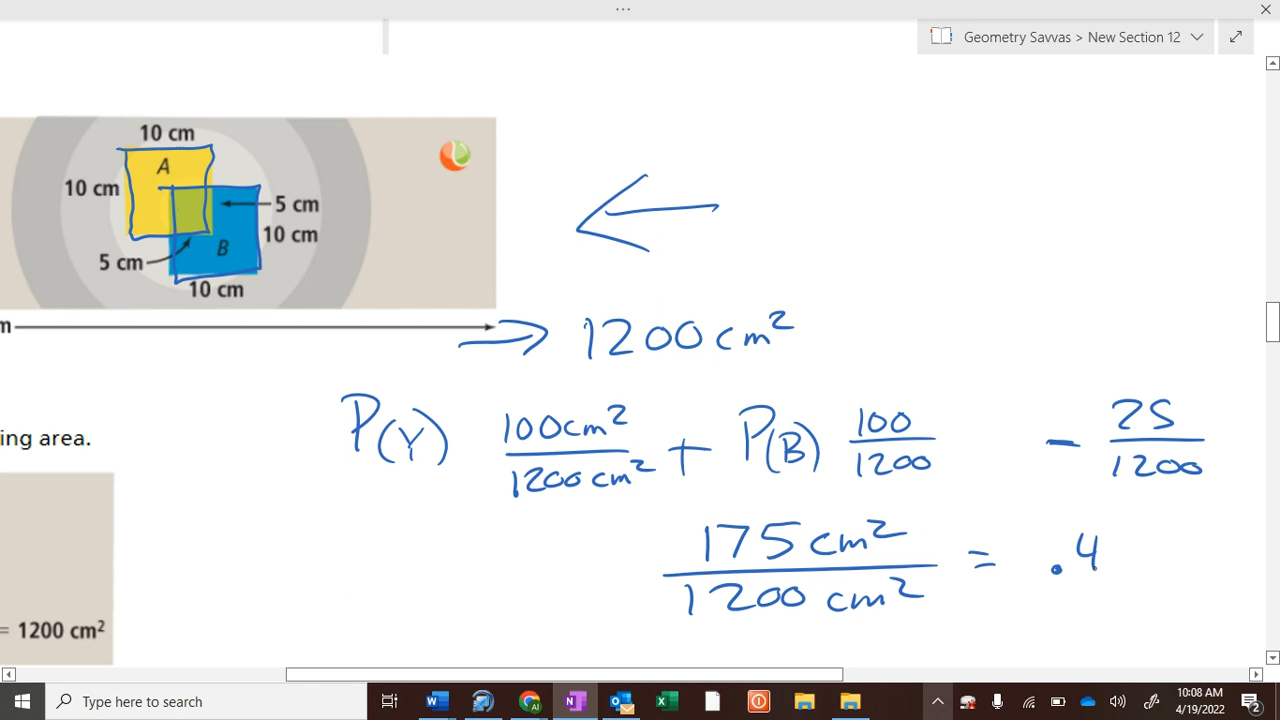 Geometry Savvas > New Section 12
10 cm
A
10 cm
5 cm
10 cm
B
5 cm
10 cm
m
→ 1200 cm²
P(Y) 100cm²/1200 cm² + P(B) 100/1200 - 25/1200
ing area.
175 cm²/1200 cm² = .4
= 1200 cm²
Type here to search
10:08 AM
4/19/2022
2